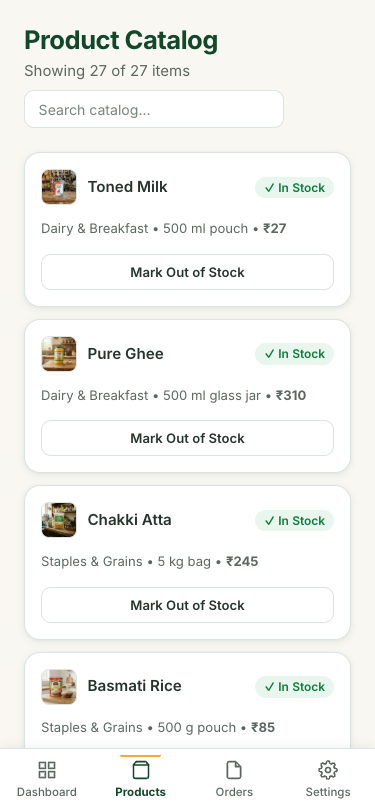 Product Catalog
Showing 27 of 27 items
Search catalog...
Toned Milk
✓ In Stock
Dairy & Breakfast • 500 ml pouch • ₹27
Mark Out of Stock
Pure Ghee
✓ In Stock
Dairy & Breakfast • 500 ml glass jar • ₹310
Mark Out of Stock
Chakki Atta
✓ In Stock
Staples & Grains • 5 kg bag • ₹245
Mark Out of Stock
Basmati Rice
✓ In Stock
Staples & Grains • 500 g pouch • ₹85
Dashboard
Products
Orders
Settings